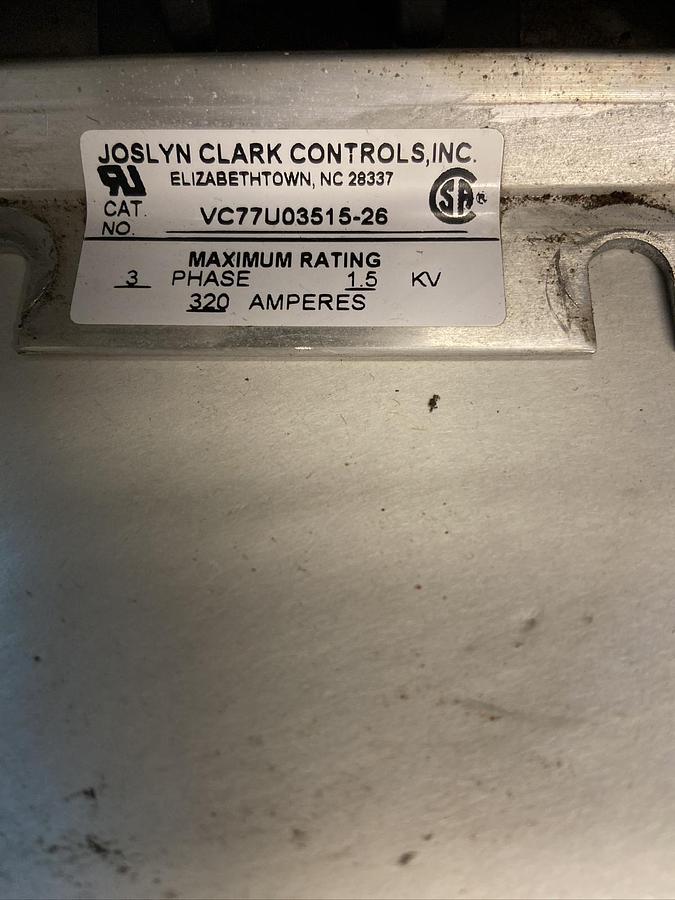 JOSLYN CLARK CONTROLS, INC.
ELIZABETHTOWN, NC 28337
CAT. NO. VC77U03515-26
MAXIMUM RATING
3 PHASE 1.5 KV
320 AMPERES